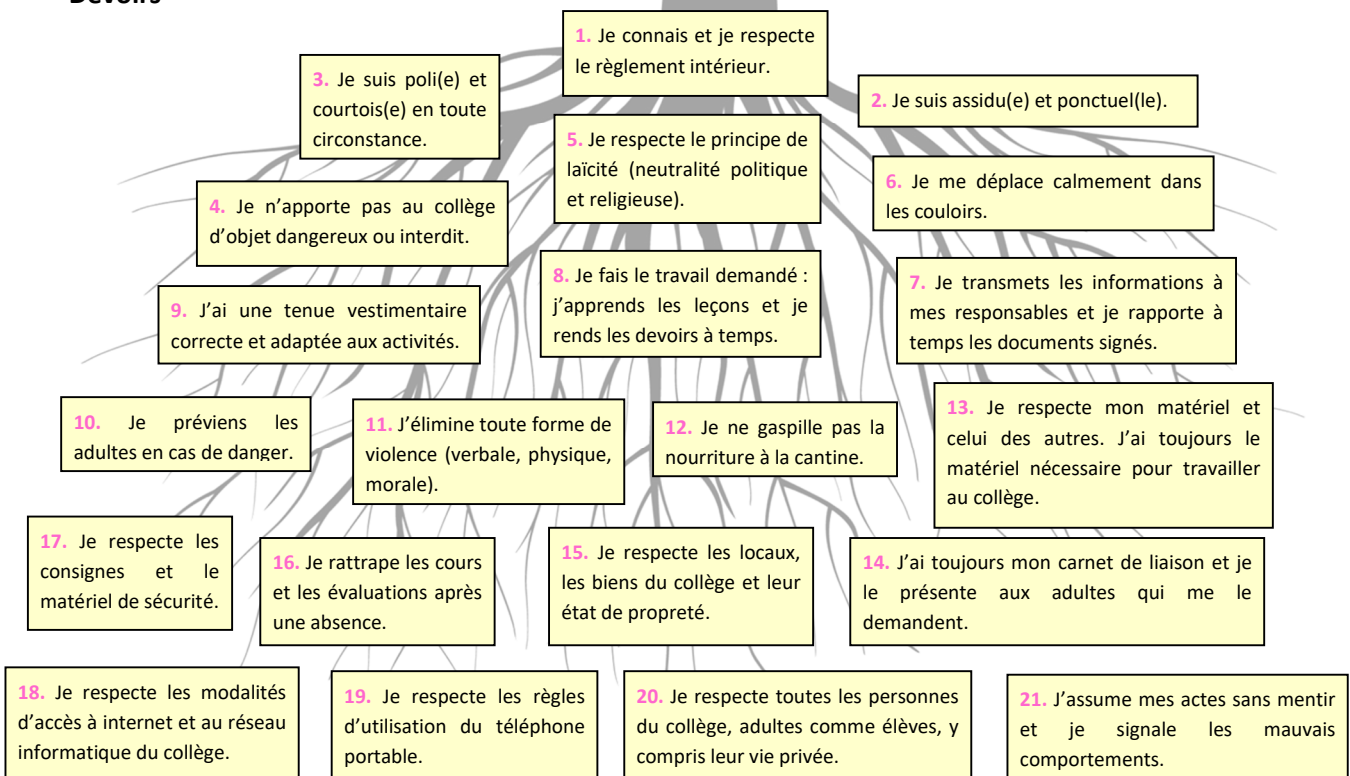 Devoirs
1. Je connais et je respecte
le règlement intérieur.
2. Je suis assidu(e) et ponctuel(le).
3. Je suis poli(e) et
courtois(e) en toute
circonstance.
4. Je n’apporte pas au collège
d’objet dangereux ou interdit.
5. Je respecte le principe de
laïcité (neutralité politique
et religieuse).
6. Je me déplace calmement dans
les couloirs.
7. Je transmets les informations à
mes responsables et je rapporte à
temps les documents signés.
8. Je fais le travail demandé :
j’apprends les leçons et je
rends les devoirs à temps.
9. J’ai une tenue vestimentaire
correcte et adaptée aux activités.
10. Je préviens les
adultes en cas de danger.
11. J’élimine toute forme de
violence (verbale, physique,
morale).
12. Je ne gaspille pas la
nourriture à la cantine.
13. Je respecte mon matériel et
celui des autres. J’ai toujours le
matériel nécessaire pour travailler
au collège.
14. J’ai toujours mon carnet de liaison et je
le présente aux adultes qui me le
demandent.
15. Je respecte les locaux,
les biens du collège et leur
état de propreté.
16. Je rattrape les cours
et les évaluations après
une absence.
17. Je respecte les
consignes et le
matériel de sécurité.
18. Je respecte les modalités
d’accès à internet et au réseau
informatique du collège.
19. Je respecte les règles
d’utilisation du téléphone
portable.
20. Je respecte toutes les personnes
du collège, adultes comme élèves, y
compris leur vie privée.
21. J’assume mes actes sans mentir
et je signale les mauvais
comportements.